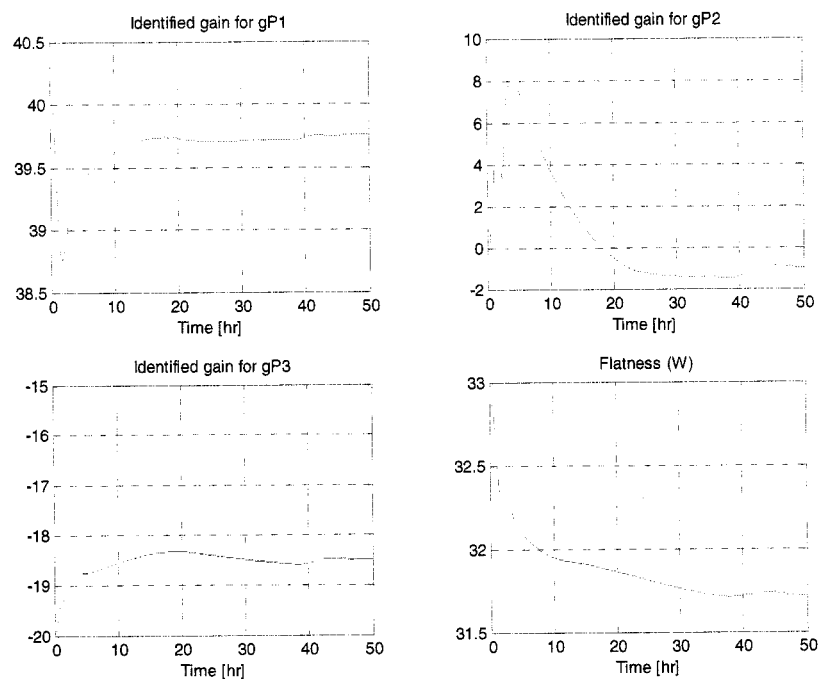 Identified gain for gP1
40.5
40
39.5
39
38.5
0 10 20 30 40 50
Time [hr]
Identified gain for gP2
10
8
6
4
2
0
-2
0 10 20 30 40 50
Time [hr]
Identified gain for gP3
-15
-16
-17
-18
-19
-20
0 10 20 30 40 50
Time [hr]
Flatness (W)
33
32.5
32
31.5
0 10 20 30 40 50
Time [hr]